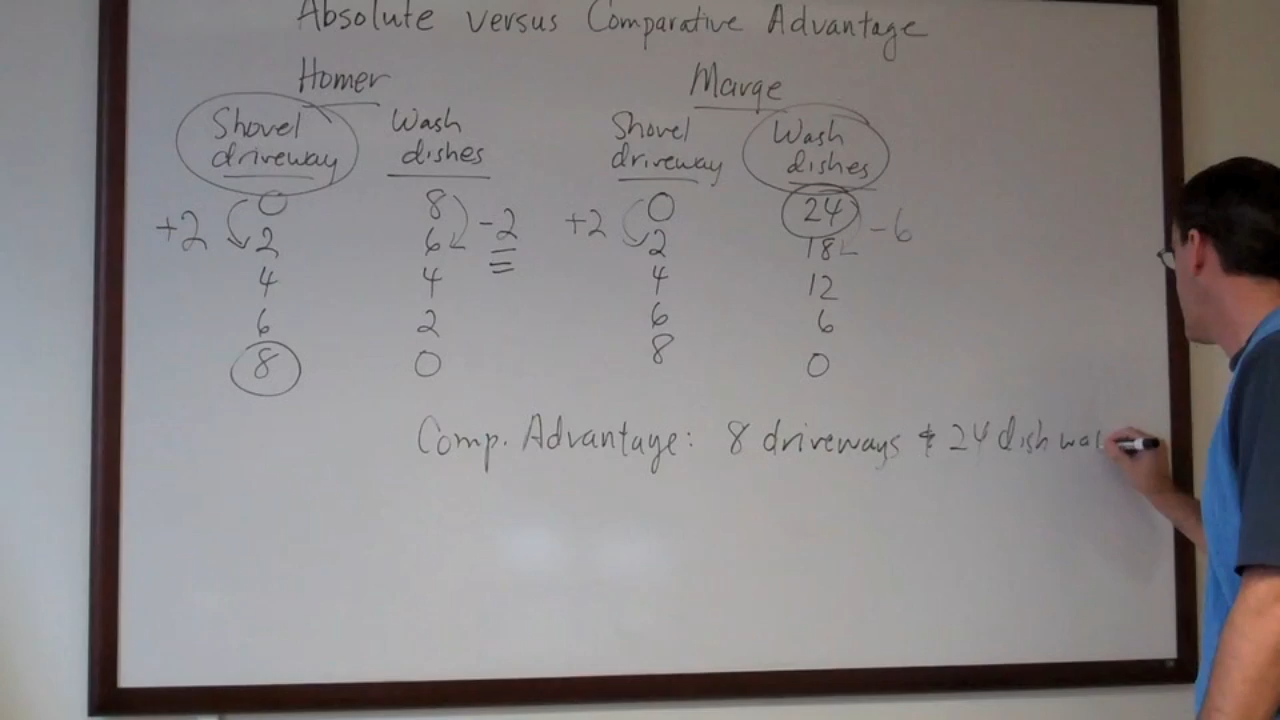 Absolute versus Comparative Advantage
Homer Marge
Shovel driveway Wash dishes Shovel driveway Wash dishes
0 8 0 24
+2 2 6 -2 +2 2 18 -6
4 4 4 12
6 2 6 6
8 0 8 0
Comp. Advantage: 8 driveways & 24 dish wa